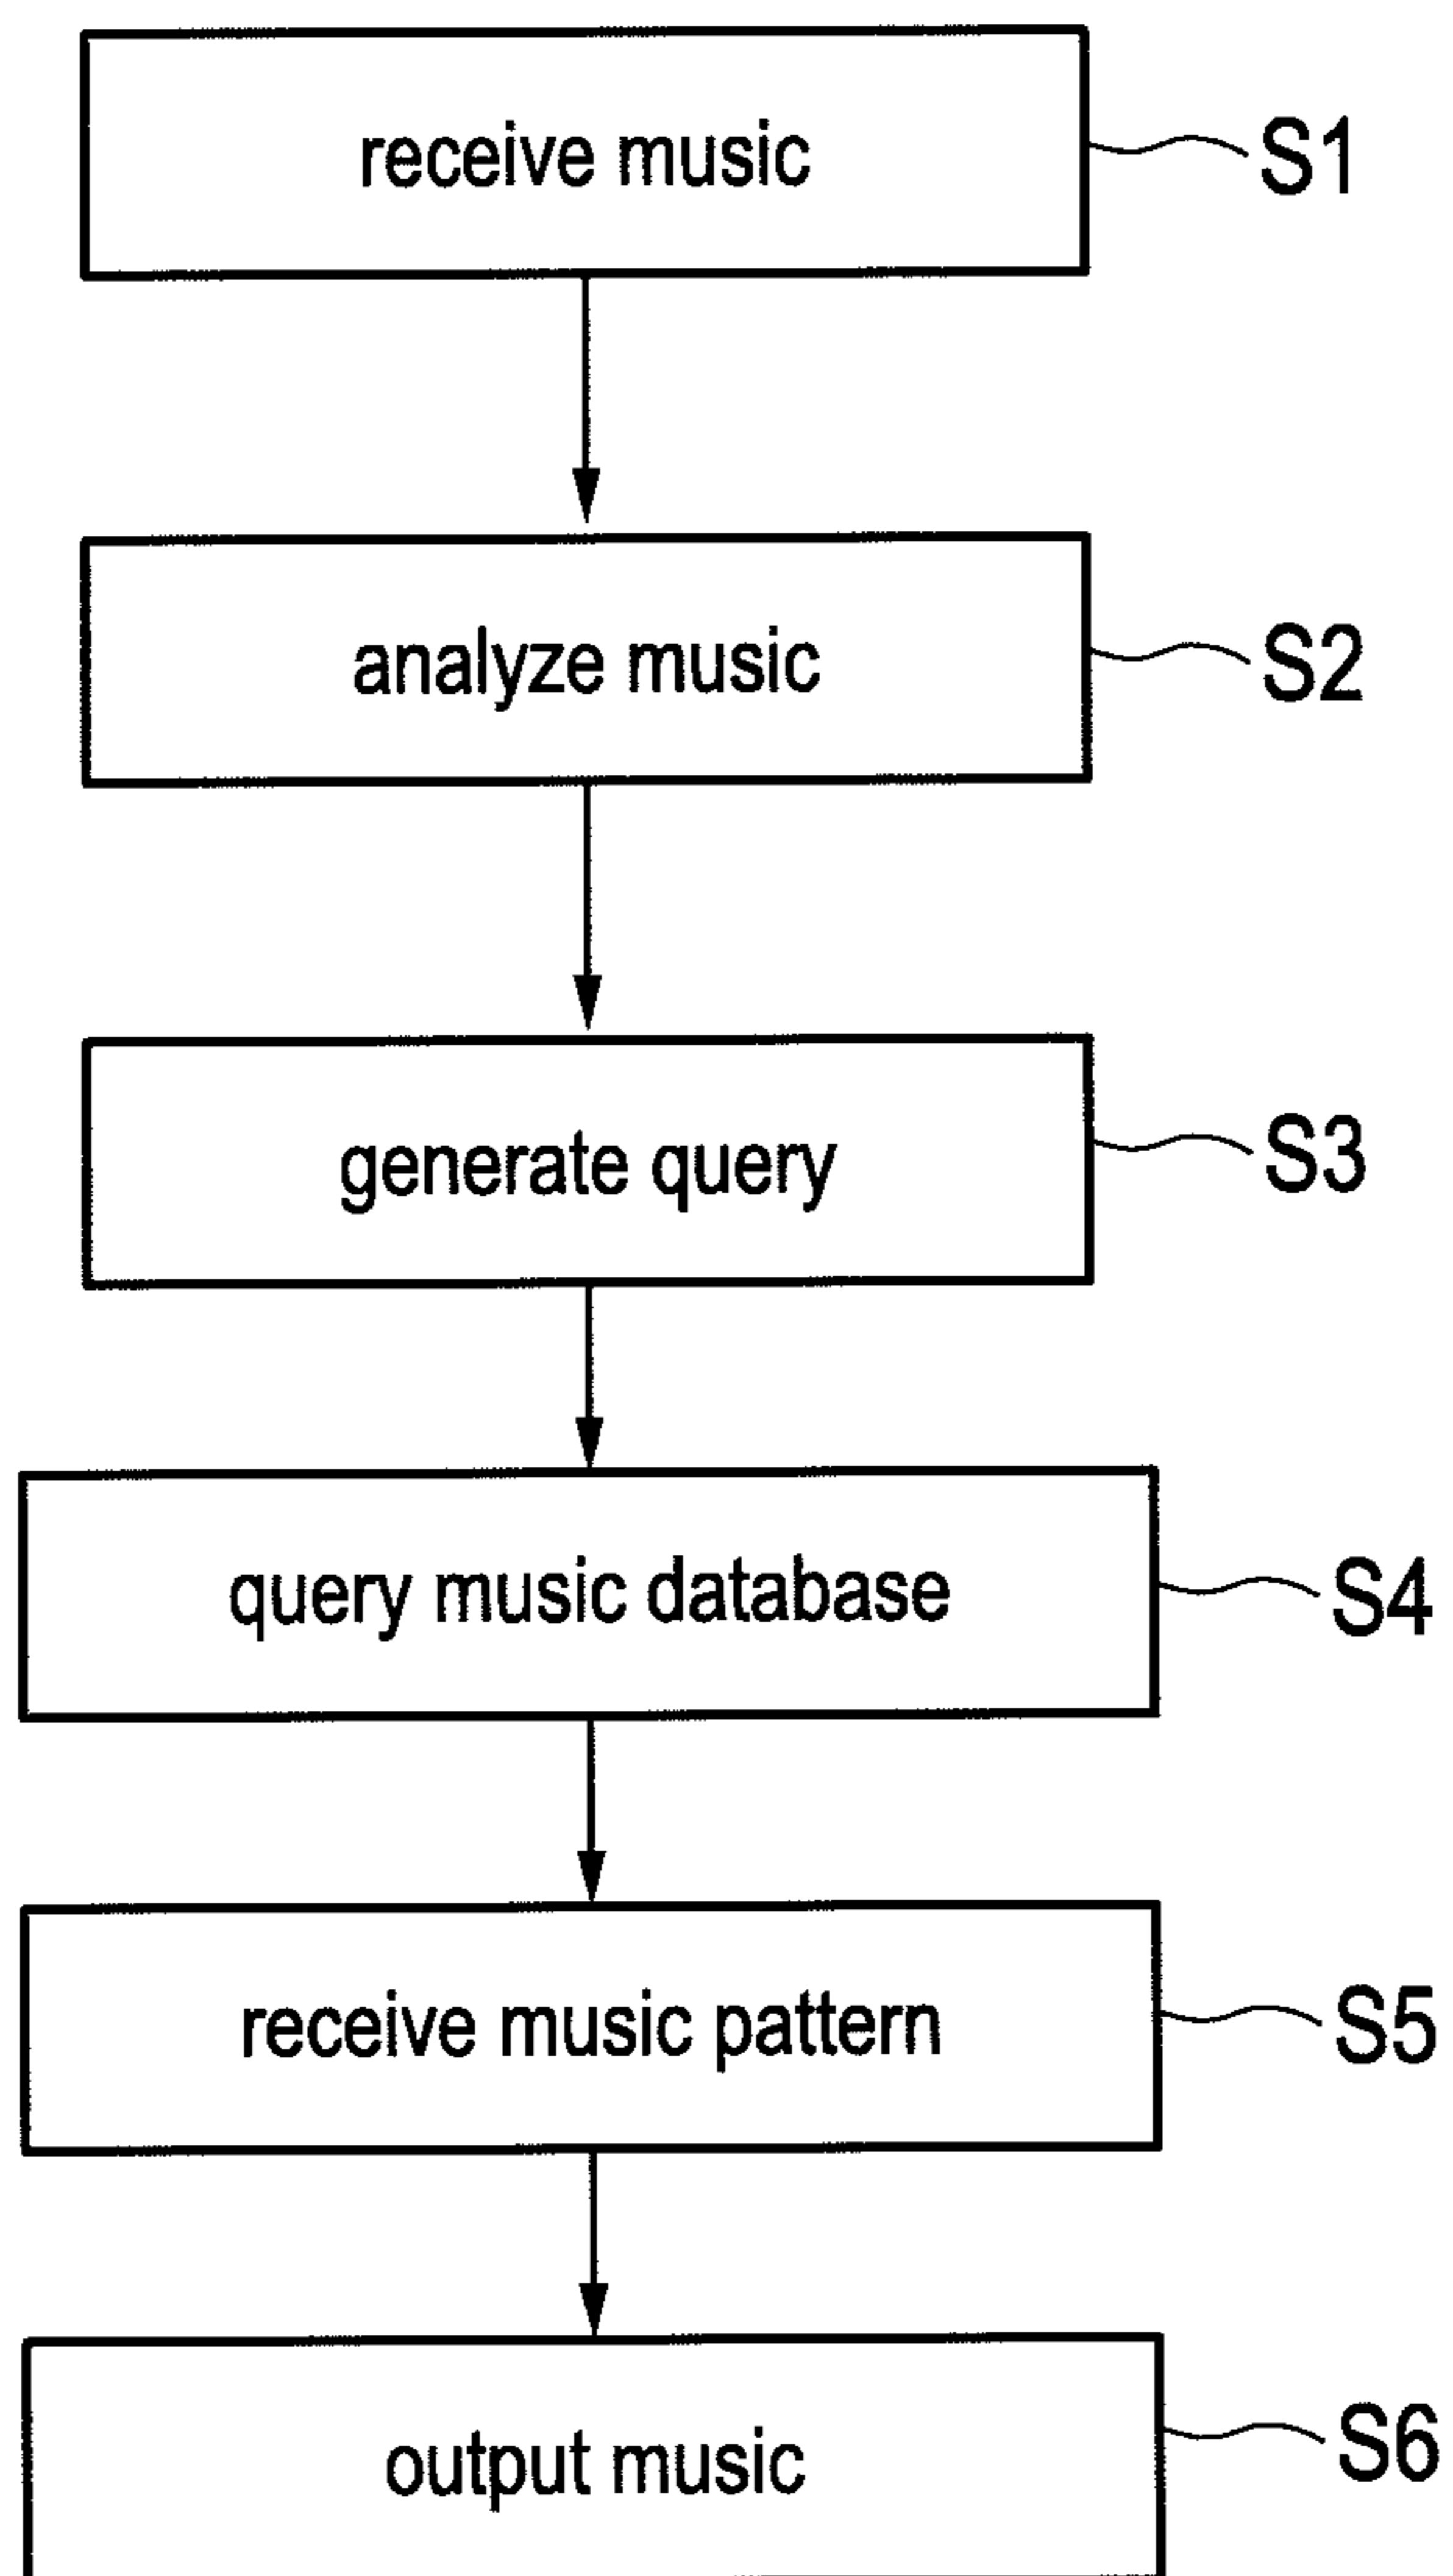 receive music S1
analyze music S2
generate query S3
query music database S4
receive music pattern S5
output music S6